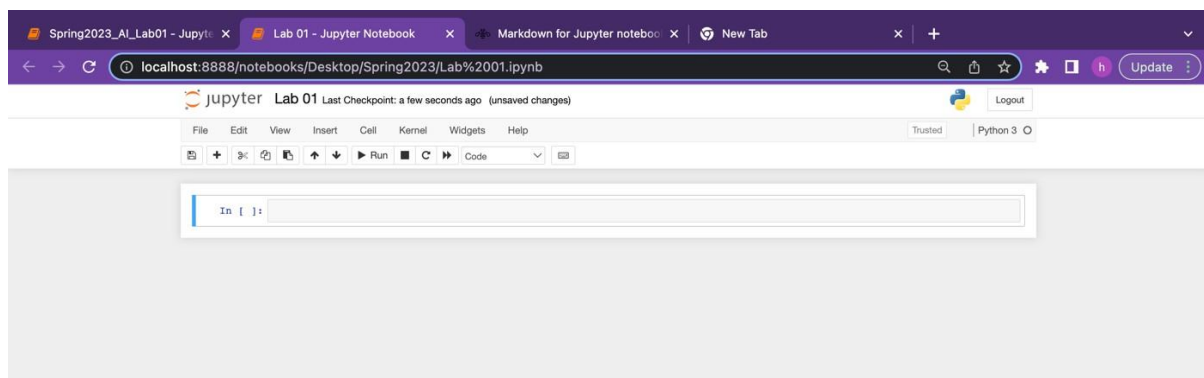 Spring2023_AI_Lab01 - Jupyte Lab 01 - Jupyter Notebook Markdown for Jupyter noteboo New Tab
localhost:8888/notebooks/Desktop/Spring2023/Lab%2001.ipynb h Update
jupyter Lab 01 Last Checkpoint: a few seconds ago (unsaved changes) Logout
File Edit View Insert Cell Kernel Widgets Help Trusted Python 3
Run Code
In [ ]: